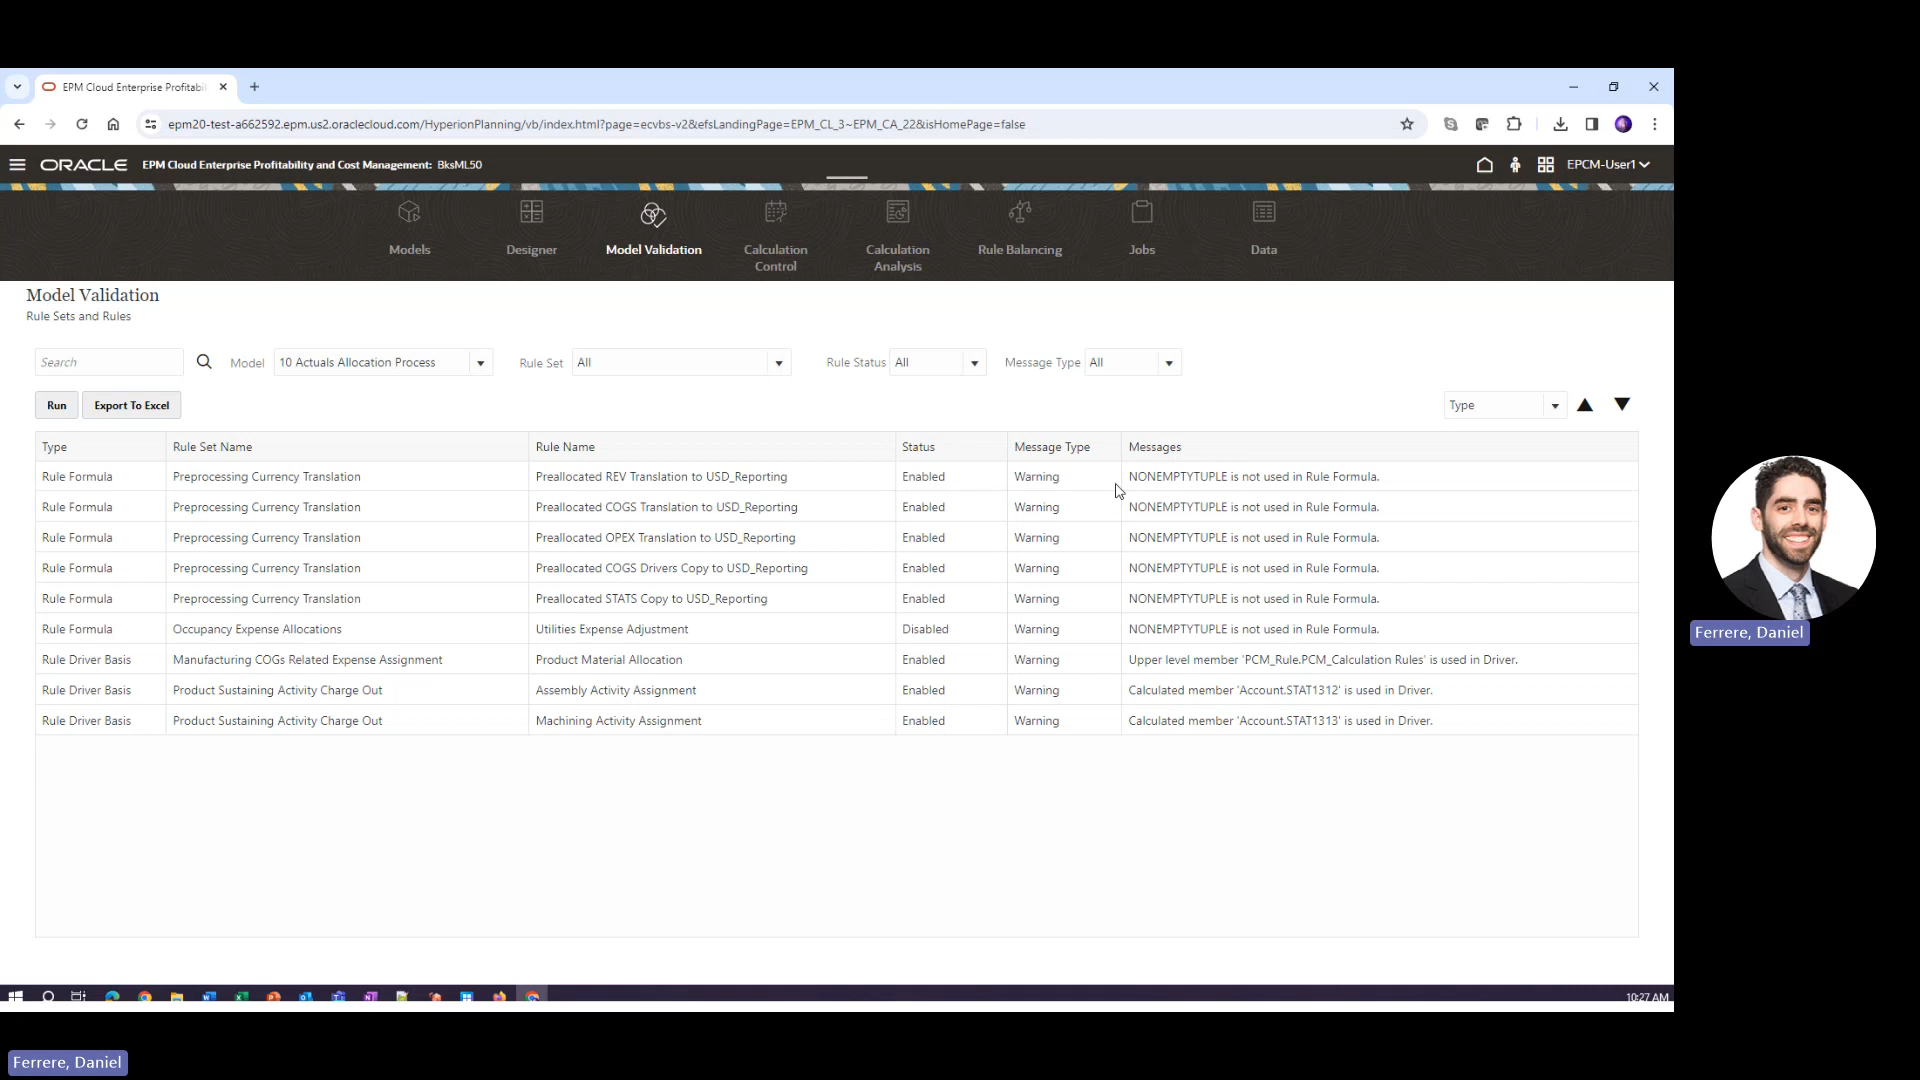 EPM Cloud Enterprise Profitabil
epm20-test-a662592.epm.us2.oraclecloud.com/HyperionPlanning/vb/index.html?page=ecvbs-v2&efsLandingPage=EPM_CL_3~EPM_CA_22&isHomePage=false
ORACLE EPM Cloud Enterprise Profitability and Cost Management: BksML50 EPCM-User1
Models Designer Model Validation Calculation Control Calculation Analysis Rule Balancing Jobs Data
Model Validation
Rule Sets and Rules
Search Model 10 Actuals Allocation Process Rule Set All Rule Status All Message Type All
Run Export To Excel Type
Type Rule Set Name Rule Name Status Message Type Messages
Rule Formula Preprocessing Currency Translation Preallocated REV Translation to USD_Reporting Enabled Warning NONEMPTYTUPLE is not used in Rule Formula.
Rule Formula Preprocessing Currency Translation Preallocated COGS Translation to USD_Reporting Enabled Warning NONEMPTYTUPLE is not used in Rule Formula.
Rule Formula Preprocessing Currency Translation Preallocated OPEX Translation to USD_Reporting Enabled Warning NONEMPTYTUPLE is not used in Rule Formula.
Rule Formula Preprocessing Currency Translation Preallocated COGS Drivers Copy to USD_Reporting Enabled Warning NONEMPTYTUPLE is not used in Rule Formula.
Rule Formula Preprocessing Currency Translation Preallocated STATS Copy to USD_Reporting Enabled Warning NONEMPTYTUPLE is not used in Rule Formula.
Rule Formula Occupancy Expense Allocations Utilities Expense Adjustment Disabled Warning NONEMPTYTUPLE is not used in Rule Formula.
Rule Driver Basis Manufacturing COGs Related Expense Assignment Product Material Allocation Enabled Warning Upper level member 'PCM_Rule.PCM_Calculation Rules' is used in Driver.
Rule Driver Basis Product Sustaining Activity Charge Out Assembly Activity Assignment Enabled Warning Calculated member 'Account.STAT1312' is used in Driver.
Rule Driver Basis Product Sustaining Activity Charge Out Machining Activity Assignment Enabled Warning Calculated member 'Account.STAT1313' is used in Driver.
Ferrere, Daniel
10:27 AM
Ferrere, Daniel